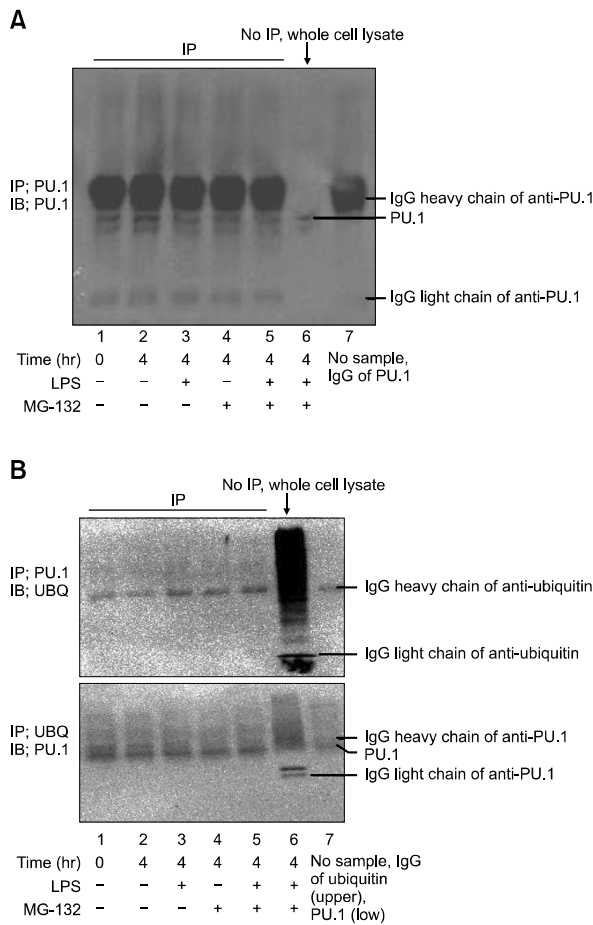 A
No IP, whole cell lysate
IP
IP; PU.1
IB; PU.1
IgG heavy chain of anti-PU.1
PU.1
IgG light chain of anti-PU.1
1 2 3 4 5 6 7
Time (hr) 0 4 4 4 4 4 No sample,
IgG of PU.1
LPS – – + – + +
MG-132 – – – + + +
B
No IP, whole cell lysate
IP
IP; PU.1
IB; UBQ
IgG heavy chain of anti-ubiquitin
IgG light chain of anti-ubiquitin
IP; UBQ
IB; PU.1
IgG heavy chain of anti-PU.1
PU.1
IgG light chain of anti-PU.1
1 2 3 4 5 6 7
Time (hr) 0 4 4 4 4 4 No sample, IgG
of ubiquitin
LPS – – + – + +
(upper),
MG-132 – – – + + + PU.1 (low)